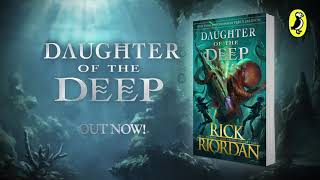 DAUGHTER
OF THE
DEEP
OUT NOW!
DAUGHTER
OF THE
DEEP
RICK
RIORDAN